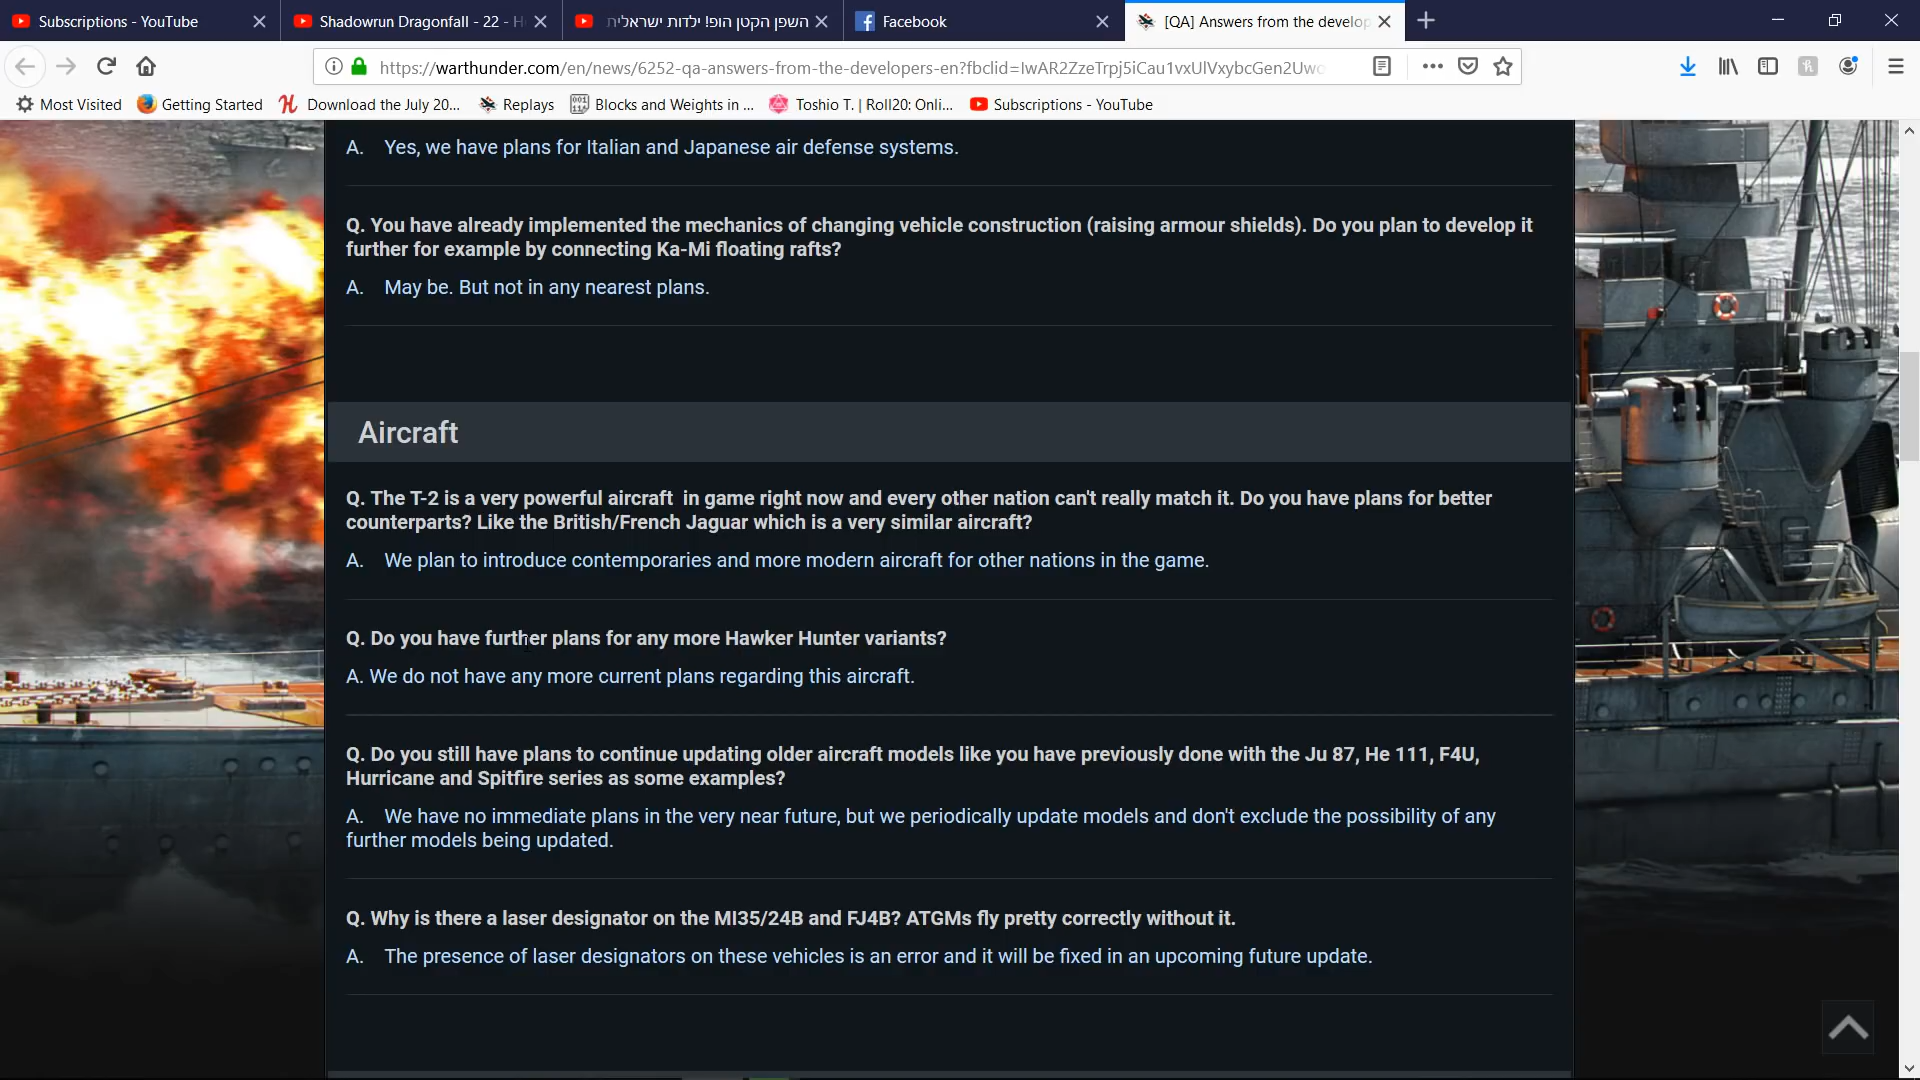 Subscriptions - YouTube
Shadowrun Dragonfall - 22 - H
השפן הקטן הופ! ילדות ישראלית
Facebook
[QA] Answers from the develop
https://warthunder.com/en/news/6252-qa-answers-from-the-developers-en?fbclid=IwAR2ZzeTrpj5iCau1vxUlVxybcGen2Uw
Most Visited
Getting Started
Download the July 20...
Replays
Blocks and Weights in ...
Toshio T. | Roll20: Onli...
Subscriptions - YouTube
A. Yes, we have plans for Italian and Japanese air defense systems.
Q. You have already implemented the mechanics of changing vehicle construction (raising armour shields). Do you plan to develop it
further for example by connecting Ka-Mi floating rafts?
A. May be. But not in any nearest plans.
Aircraft
Q. The T-2 is a very powerful aircraft in game right now and every other nation can't really match it. Do you have plans for better
counterparts? Like the British/French Jaguar which is a very similar aircraft?
A. We plan to introduce contemporaries and more modern aircraft for other nations in the game.
Q. Do you have further plans for any more Hawker Hunter variants?
A. We do not have any more current plans regarding this aircraft.
Q. Do you still have plans to continue updating older aircraft models like you have previously done with the Ju 87, He 111, F4U,
Hurricane and Spitfire series as some examples?
A. We have no immediate plans in the very near future, but we periodically update models and don't exclude the possibility of any
further models being updated.
Q. Why is there a laser designator on the MI35/24B and FJ4B? ATGMs fly pretty correctly without it.
A. The presence of laser designators on these vehicles is an error and it will be fixed in an upcoming future update.